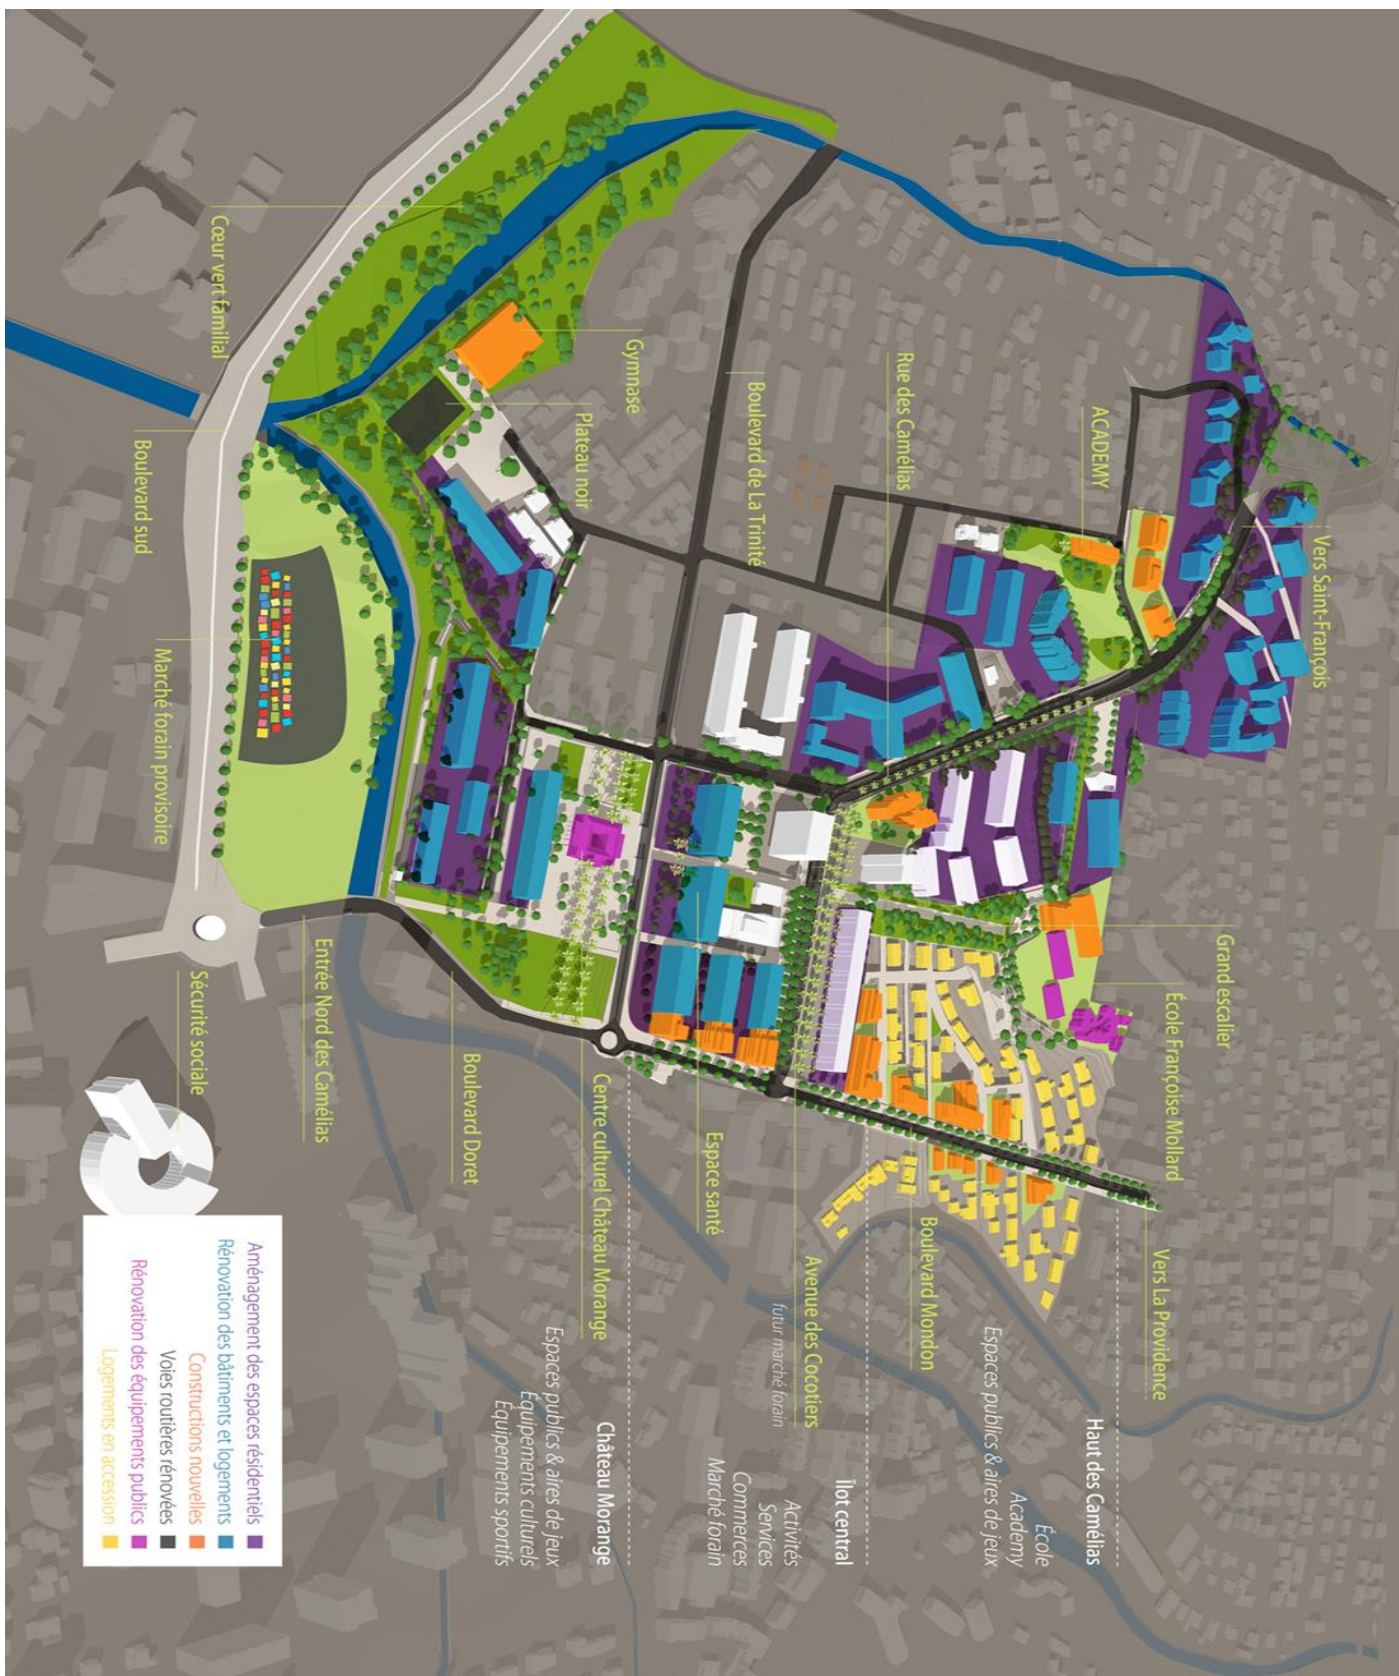 Vers Saint-François
Grand escalier
École Françoise Mollard
Vers La Providence
ACADEMY
Haut des Camélias
École
Academy
Espaces publics & aires de jeux
Boulevard Mondon
Rue des Camélias
Avenue des Cocotiers
futur marché forain
Îlot central
Activités
Services
Commerces
Marché forain
Boulevard de La Trinité
Espace santé
Gymnase
Centre culturel Château Morange
Château Morange
Espaces publics & aires de jeux
Équipements culturels
Équipements sportifs
Plateau noir
Boulevard Doret
Entrée Nord des Camélias
Cœur vert familial
Sécurité sociale
Marché forain provisoire
Boulevard sud
Aménagement des espaces résidentiels
Rénovation des bâtiments et logements
Constructions nouvelles
Voies routières rénovées
Rénovation des équipements publics
Logements en accession